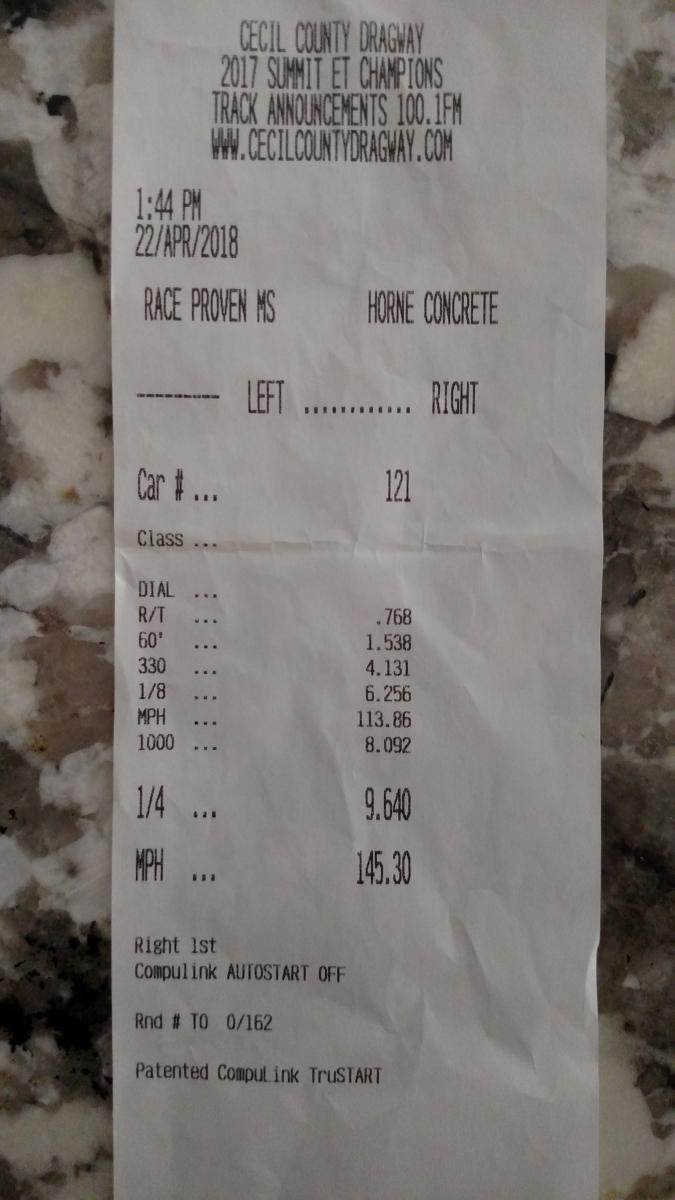 CECIL COUNTY DRAGWAY
2017 SUMMIT ET CHAMPIONS
TRACK ANNOUNCEMENTS 100.1FM
WWW.CECILCOUNTYDRAGWAY.COM
1:44 PM
22/APR/2018
RACE PROVEN MS HORNE CONCRETE
--------- LEFT ............ RIGHT
Car # ... 121
Class ...
DIAL ...
R/T ... .768
60' ... 1.538
330 ... 4.131
1/8 ... 6.256
MPH ... 113.86
1000 ... 8.092
1/4 ... 9.640
MPH ... 145.30
Right 1st
Compulink AUTOSTART OFF
Rnd # TO 0/162
Patented CompuLink TruSTART